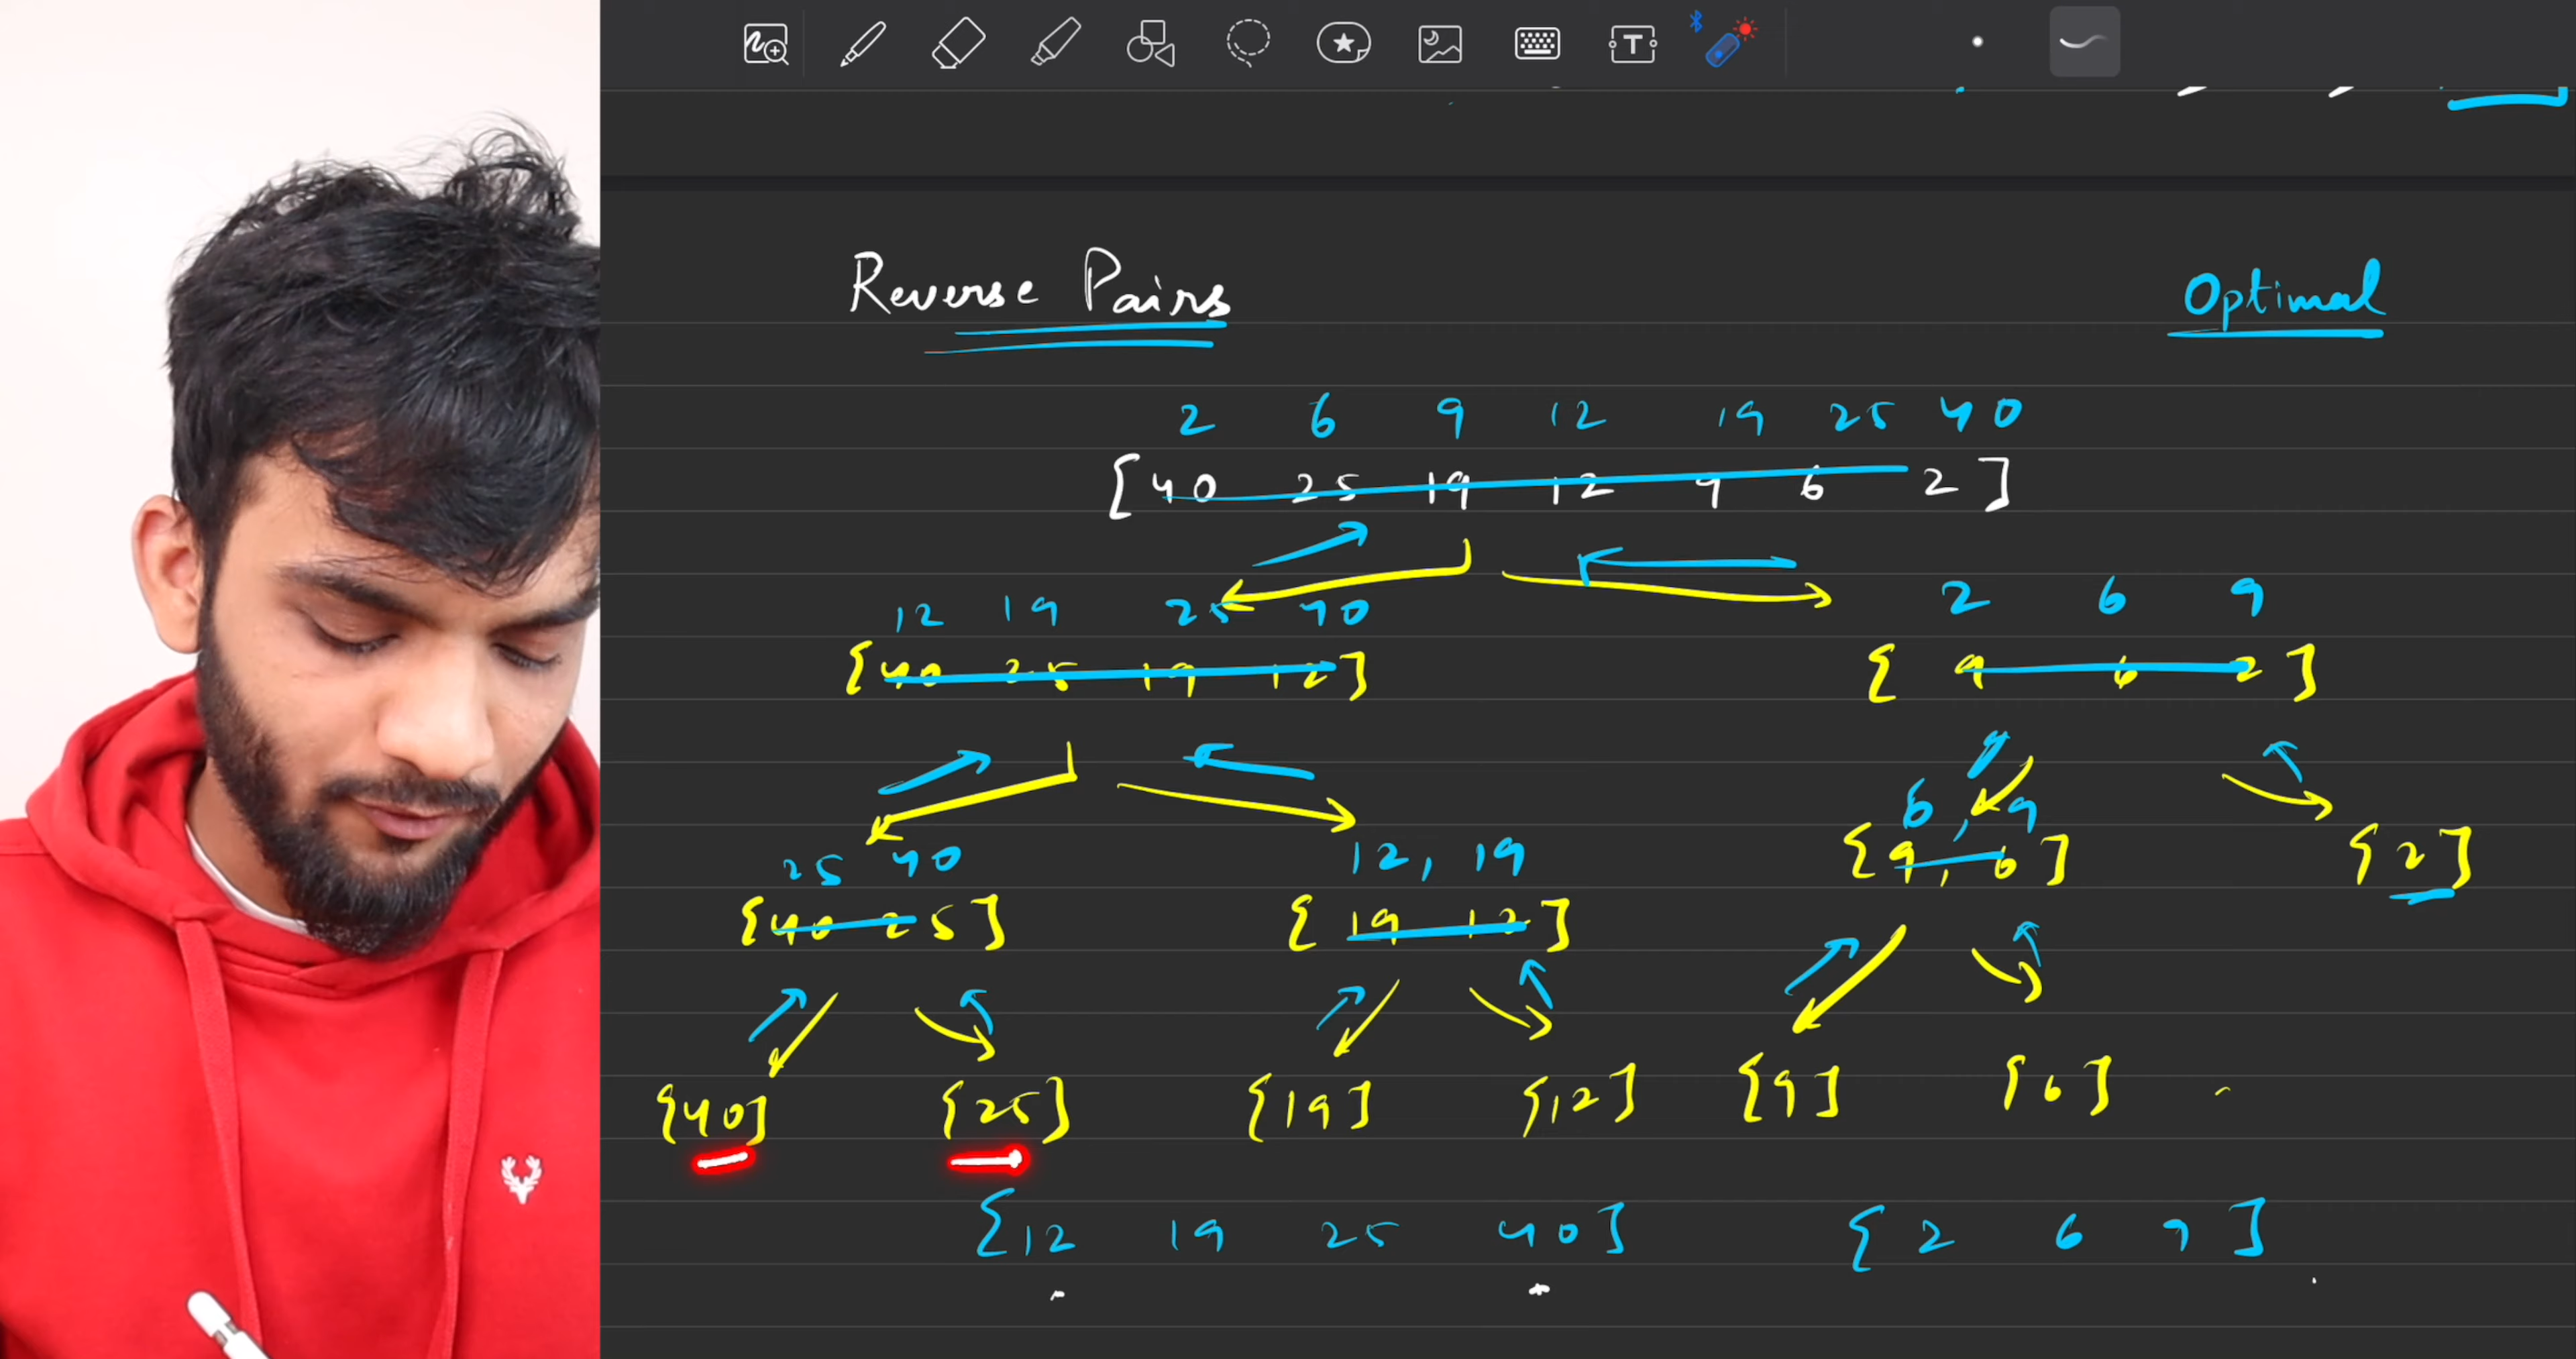 Reverse Pairs
Optimal
2 6 9 12 19 25 40
[40 25 19 12 9 6 2]
12 19 25 40
2 6 9
{40 25 19 12]
{ 9 6 2]
6, 9
{9, 6]
{2]
25 40
12, 19
{40 25]
{ 19 12]
{40]
{25]
{19]
{12]
{9]
{6]
{12 19 25 40]
{ 2 6 9]